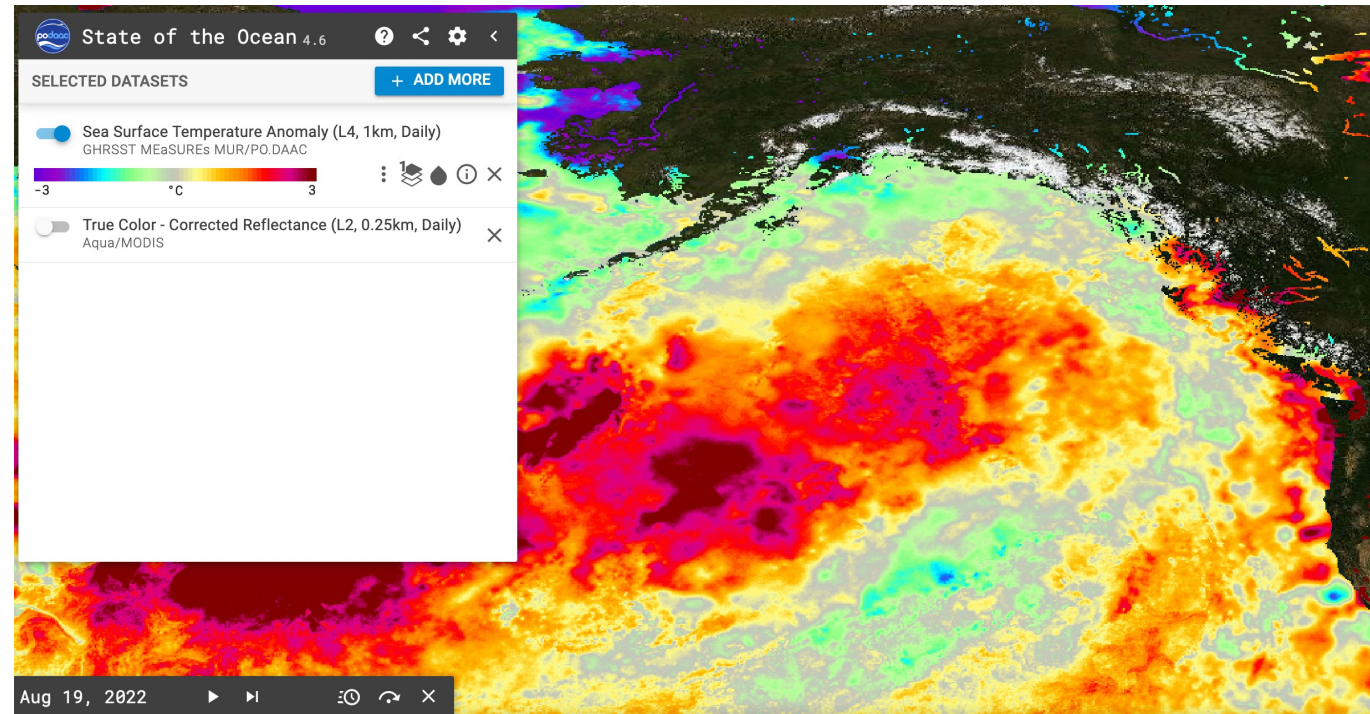 podaac State of the Ocean 4.6
SELECTED DATASETS
+ ADD MORE
Sea Surface Temperature Anomaly (L4, 1km, Daily)
GHRSST MEaSUREs MUR/PO.DAAC
1
-3 °C 3
True Color - Corrected Reflectance (L2, 0.25km, Daily)
Aqua/MODIS
Aug 19, 2022